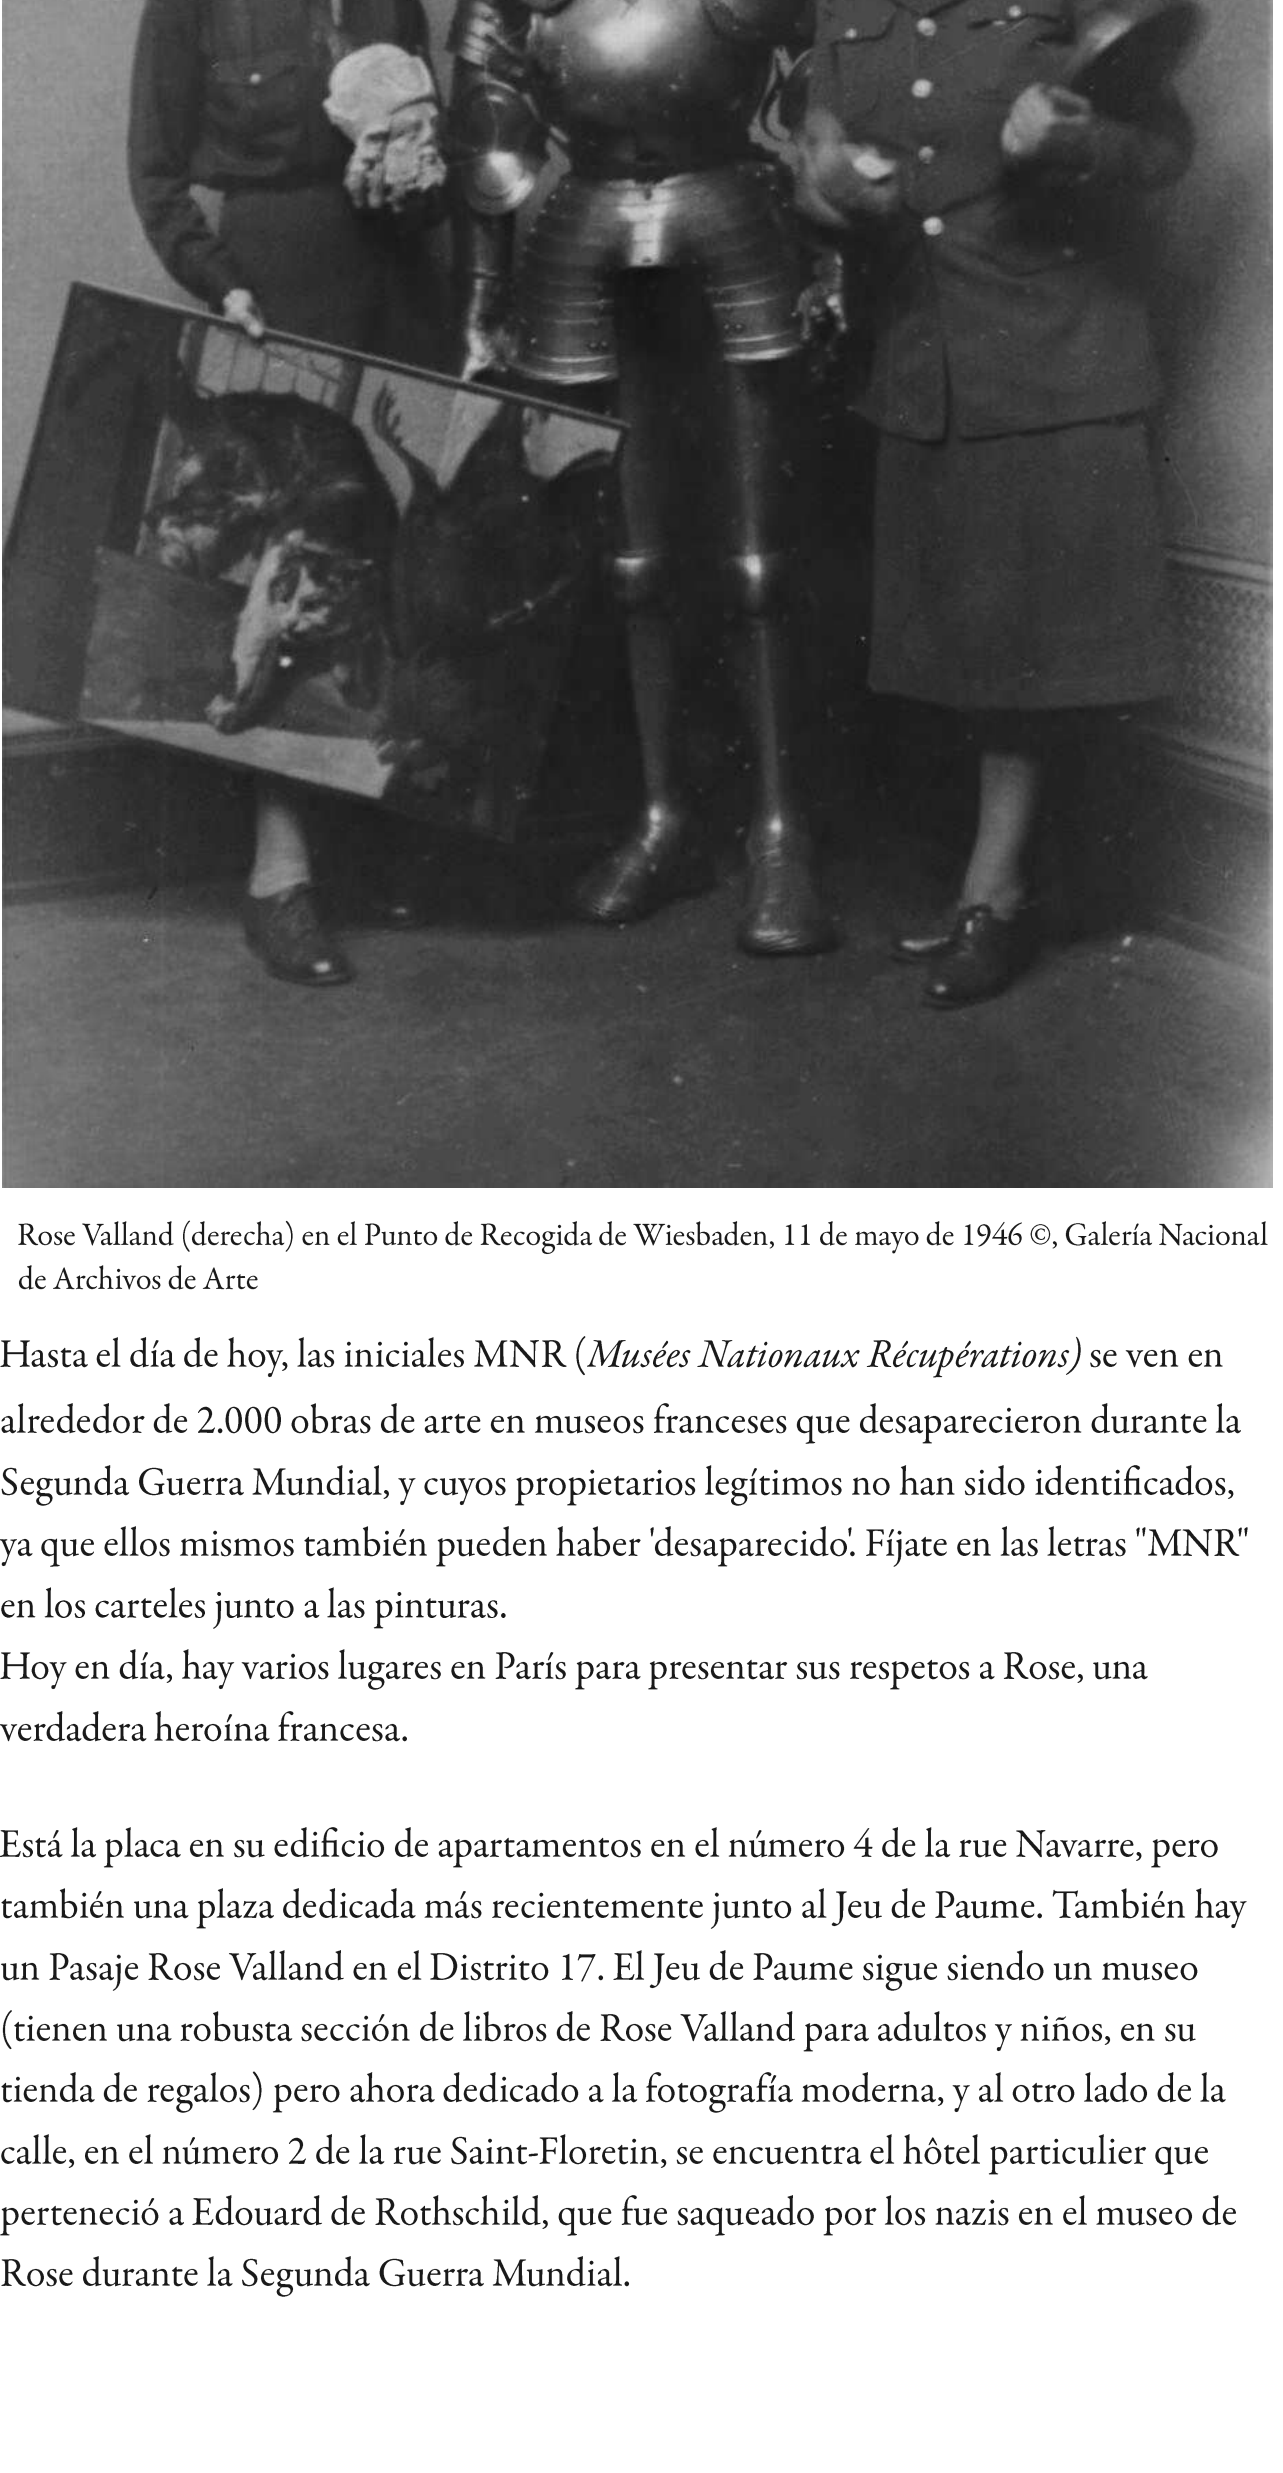 Rose Valland (derecha) en el Punto de Recogida de Wiesbaden, 11 de mayo de 1946 ©, Galería Nacional
de Archivos de Arte
Hasta el día de hoy, las iniciales MNR (Musées Nationaux Récupérations) se ven en
alrededor de 2.000 obras de arte en museos franceses que desaparecieron durante la
Segunda Guerra Mundial, y cuyos propietarios legítimos no han sido identificados,
ya que ellos mismos también pueden haber 'desaparecido'. Fíjate en las letras "MNR"
en los carteles junto a las pinturas.
Hoy en día, hay varios lugares en París para presentar sus respetos a Rose, una
verdadera heroína francesa.
Está la placa en su edificio de apartamentos en el número 4 de la rue Navarre, pero
también una plaza dedicada más recientemente junto al Jeu de Paume. También hay
un Pasaje Rose Valland en el Distrito 17. El Jeu de Paume sigue siendo un museo
(tienen una robusta sección de libros de Rose Valland para adultos y niños, en su
tienda de regalos) pero ahora dedicado a la fotografía moderna, y al otro lado de la
calle, en el número 2 de la rue Saint-Floretin, se encuentra el hôtel particulier que
perteneció a Edouard de Rothschild, que fue saqueado por los nazis en el museo de
Rose durante la Segunda Guerra Mundial.